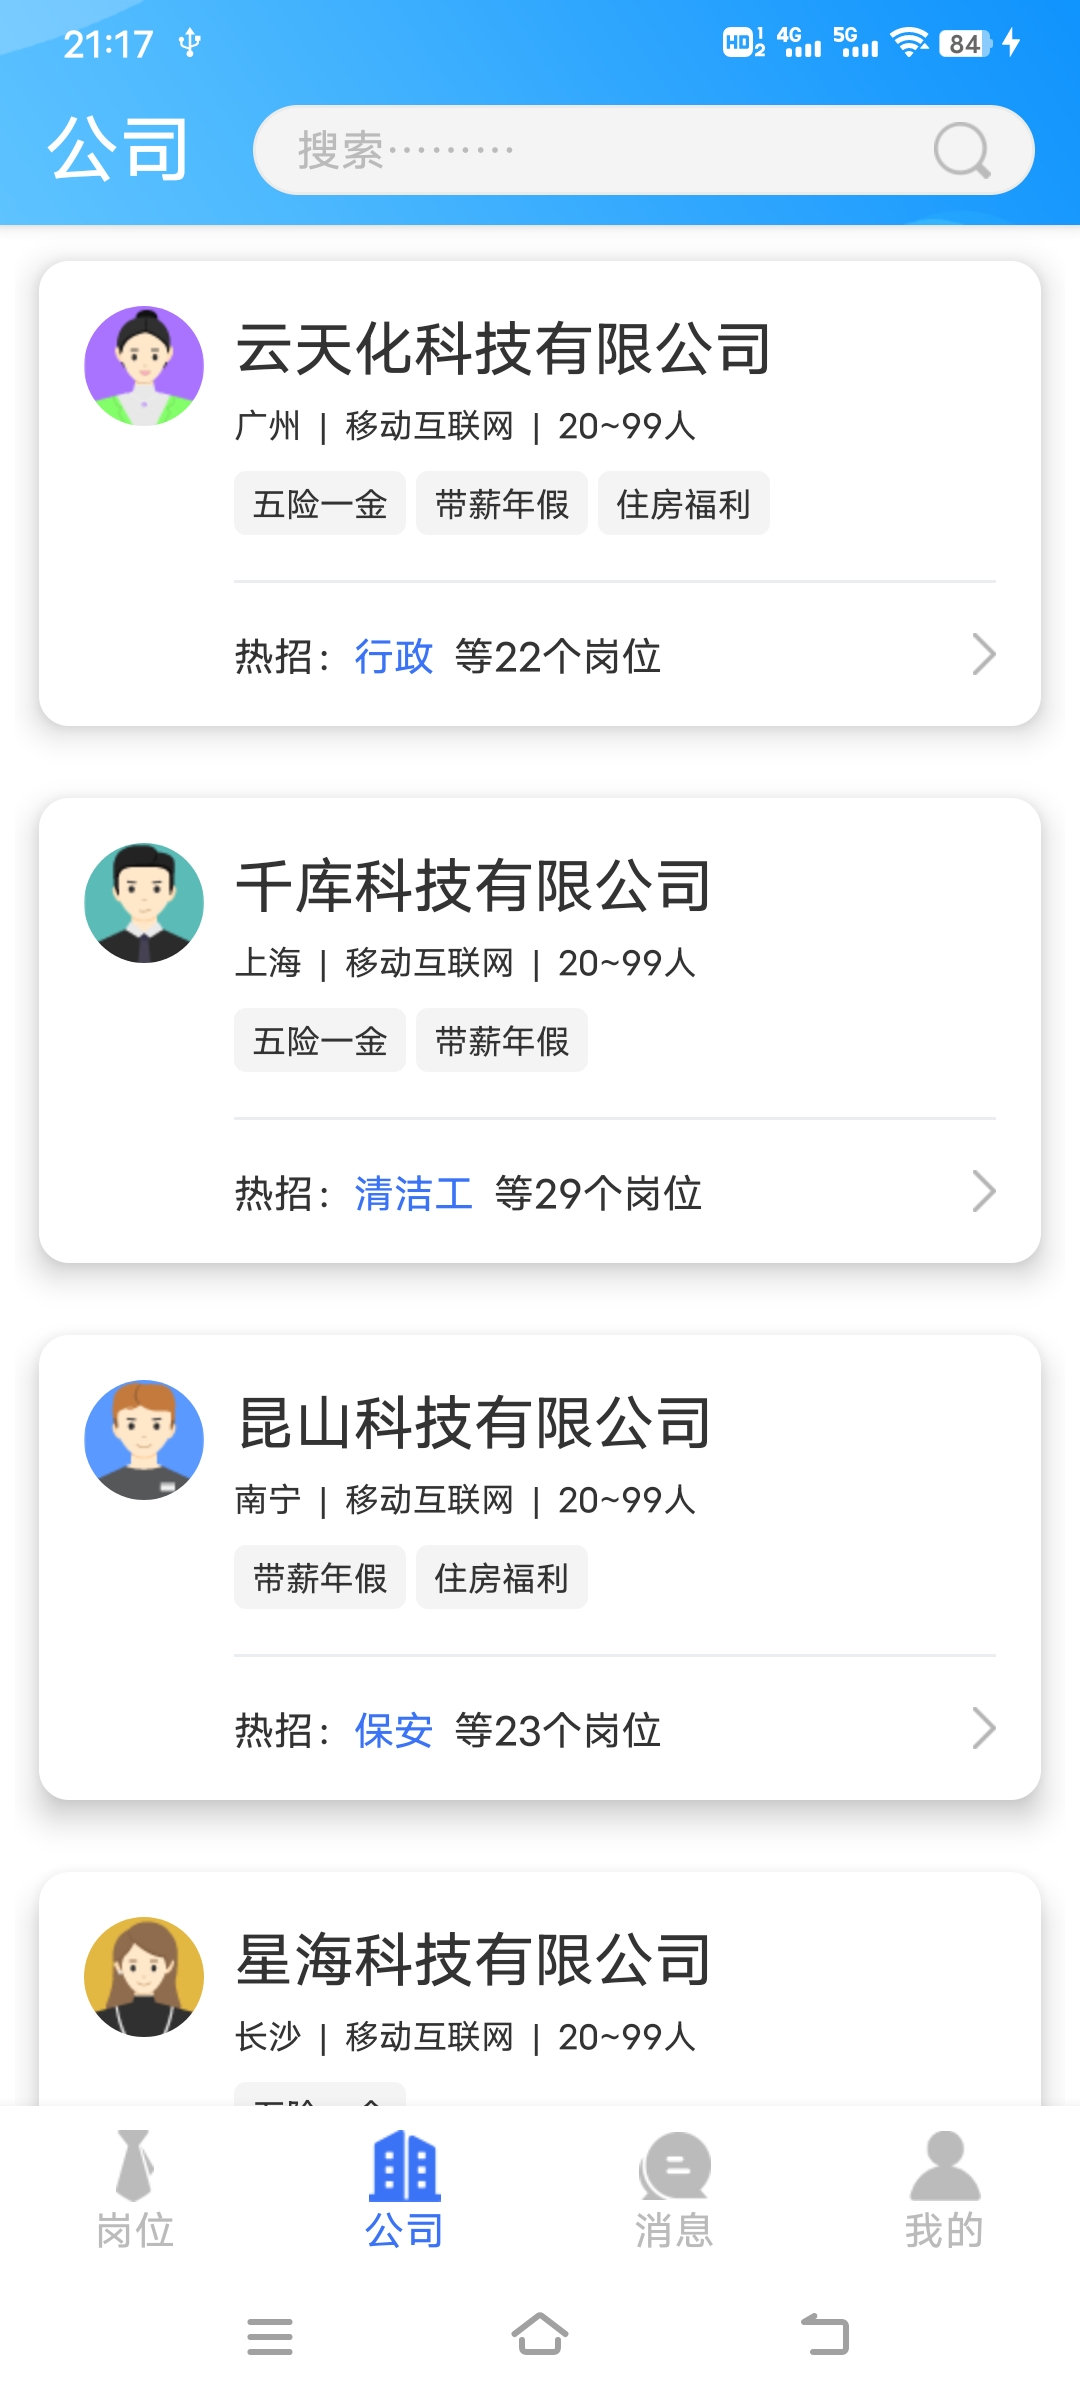 21:17 HD 1 2 4G 5G 84
公司 搜索·········
云天化科技有限公司
广州 | 移动互联网 | 20~99人
五险一金 带薪年假 住房福利
热招: 行政 等22个岗位
千库科技有限公司
上海 | 移动互联网 | 20~99人
五险一金 带薪年假
热招: 清洁工 等29个岗位
昆山科技有限公司
南宁 | 移动互联网 | 20~99人
带薪年假 住房福利
热招: 保安 等23个岗位
星海科技有限公司
长沙 | 移动互联网 | 20~99人
岗位 公司 消息 我的